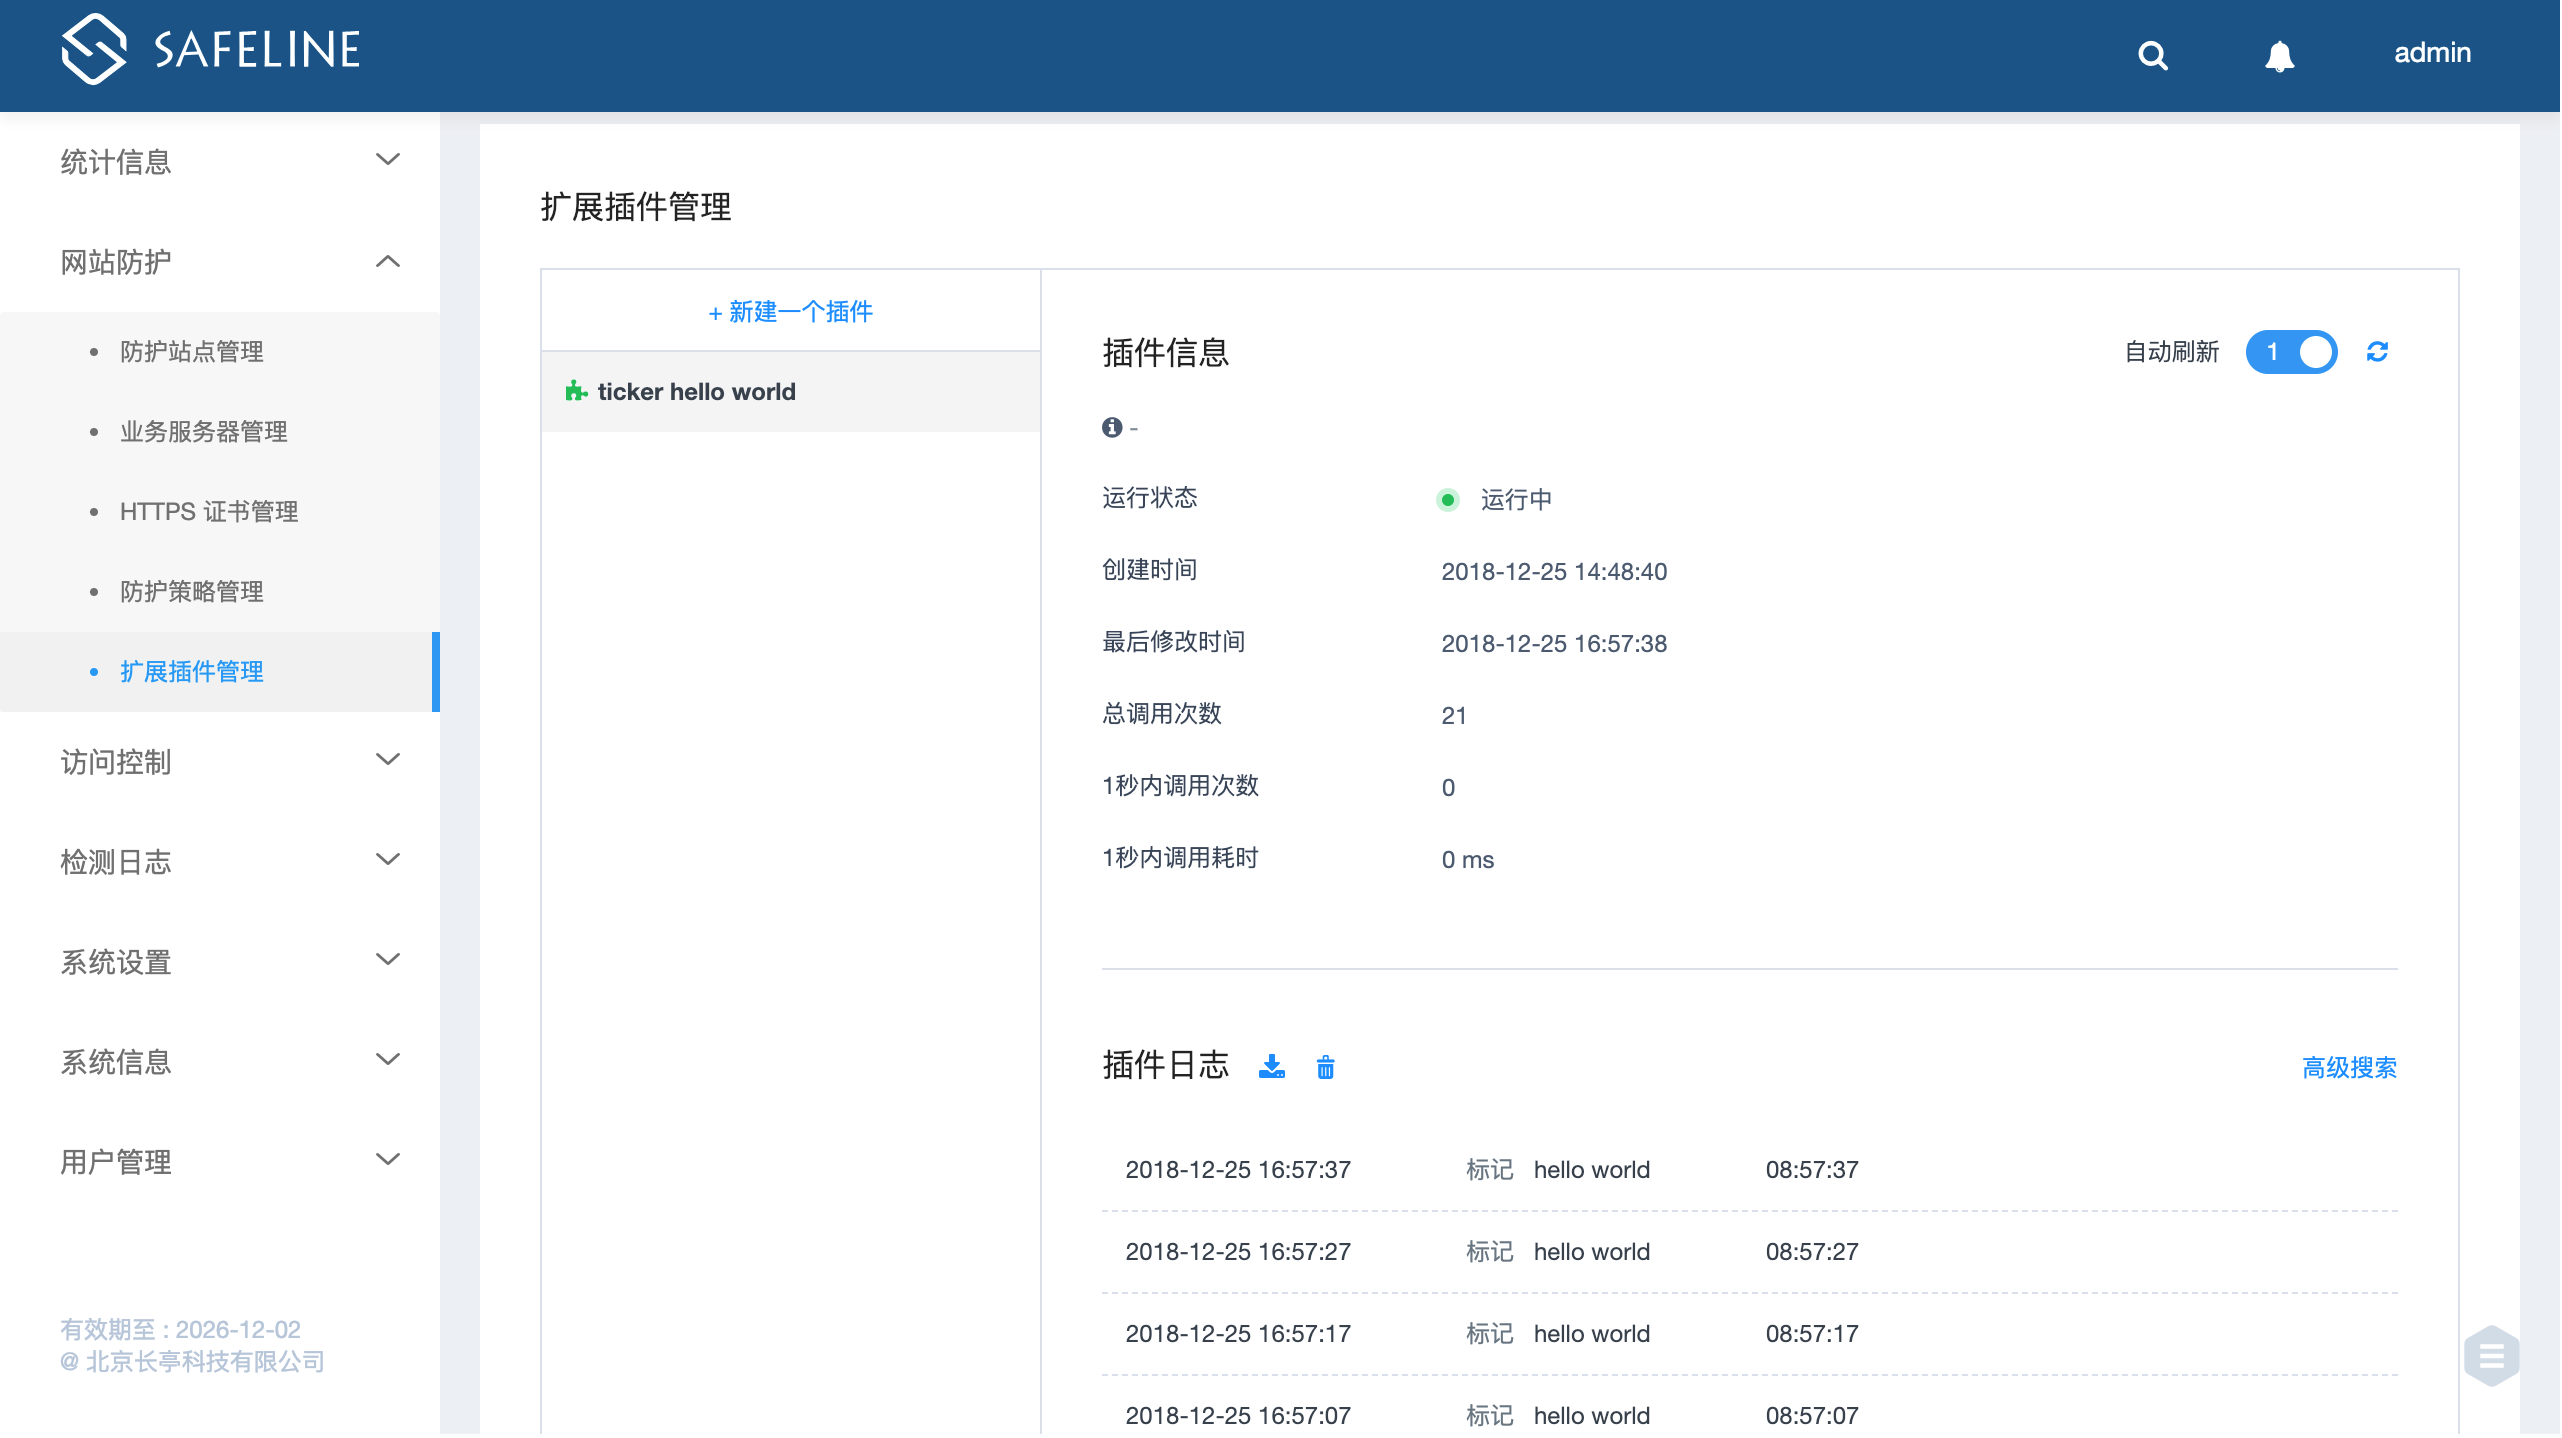 SAFELINE
admin
统计信息
网站防护
防护站点管理
业务服务器管理
HTTPS 证书管理
防护策略管理
扩展插件管理
访问控制
检测日志
系统设置
系统信息
用户管理
有效期至 : 2026-12-02
@ 北京长亭科技有限公司
扩展插件管理
+ 新建一个插件
ticker hello world
插件信息
自动刷新 1
-
运行状态 运行中
创建时间 2018-12-25 14:48:40
最后修改时间 2018-12-25 16:57:38
总调用次数 21
1秒内调用次数 0
1秒内调用耗时 0 ms
插件日志
高级搜索
2018-12-25 16:57:37 标记 hello world 08:57:37
2018-12-25 16:57:27 标记 hello world 08:57:27
2018-12-25 16:57:17 标记 hello world 08:57:17
2018-12-25 16:57:07 标记 hello world 08:57:07